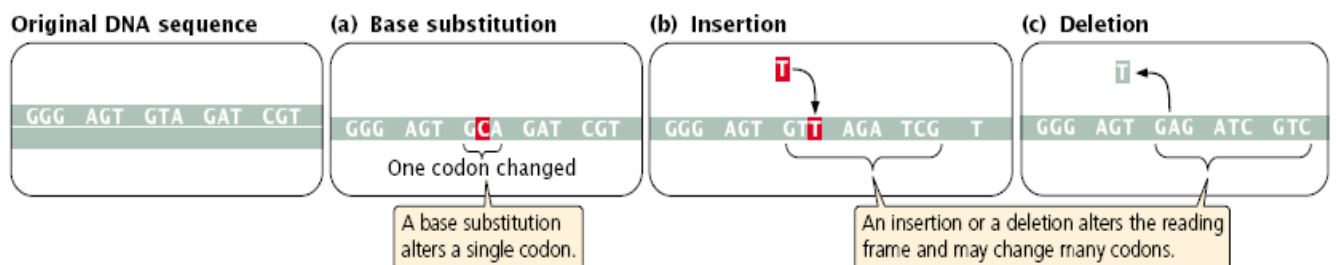 Original DNA sequence
GGG AGT GTA GAT CGT
(a) Base substitution
GGG AGT GCA GAT CGT
One codon changed
A base substitution
alters a single codon.
(b) Insertion
T
GGG AGT GTT AGA TCG T
(c) Deletion
T
GGG AGT GAG ATC GTC
An insertion or a deletion alters the reading
frame and may change many codons.